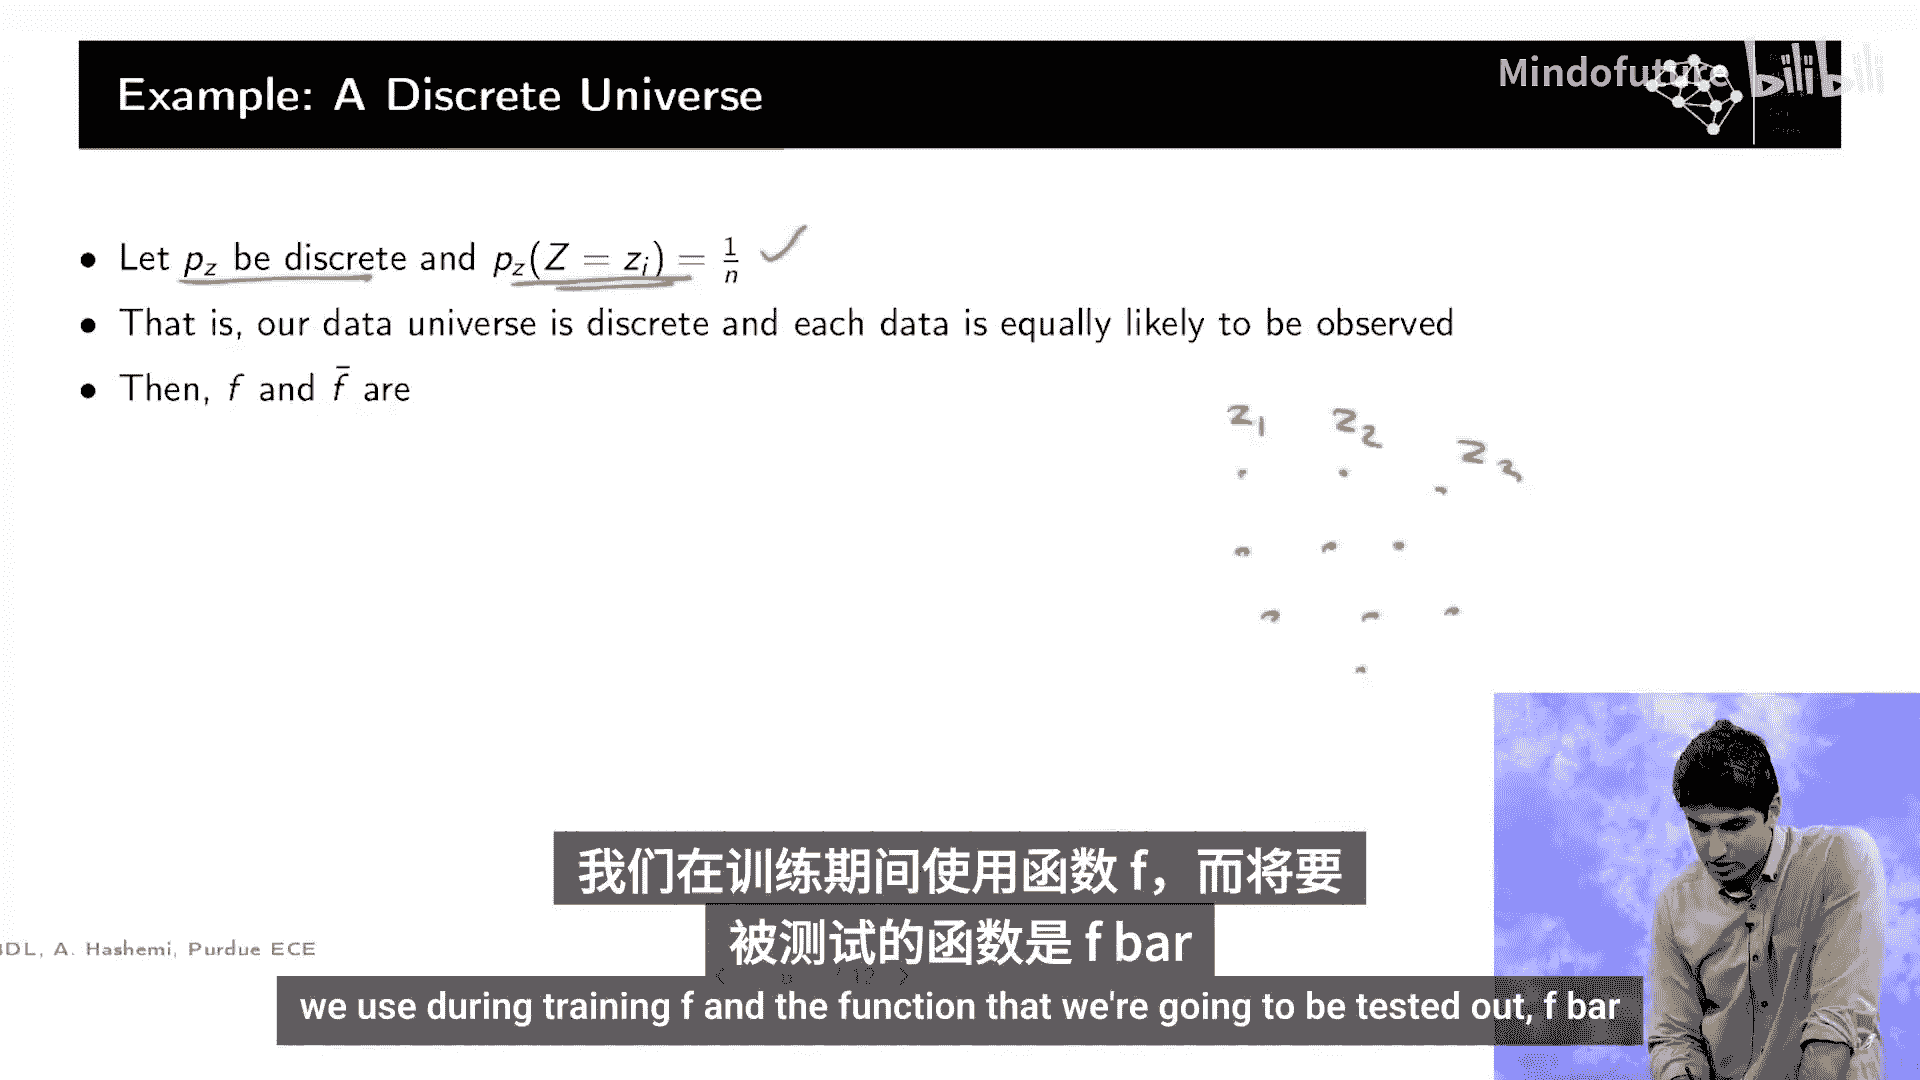 Example: A Discrete Universe
Mindofuture
bilibili
• Let p_z be discrete and p_z(Z = z_i) = 1/n ✓
• That is, our data universe is discrete and each data is equally likely to be observed
• Then, f and f̄ are
z₁ z₂ z₃
我们在训练期间使用函数 f，而将要
被测试的函数是 f bar
DL, A. Hashemi, Purdue ECE
we use during training f and the function that we're going to be tested out, f bar